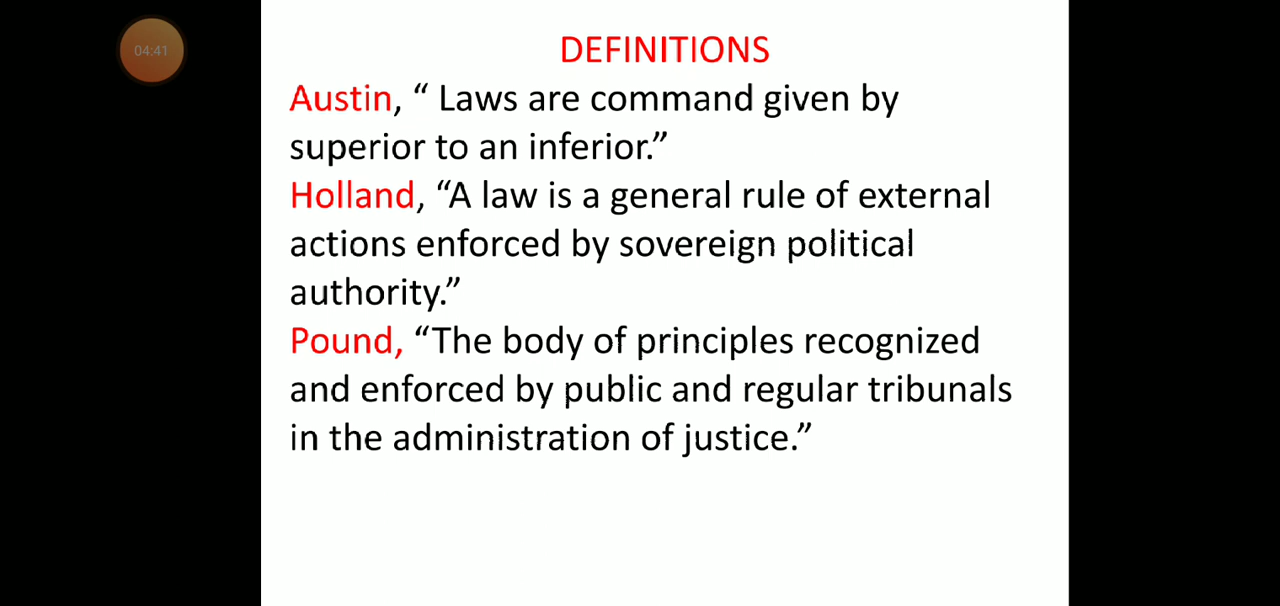 04:41
DEFINITIONS
Austin, “ Laws are command given by
superior to an inferior.”
Holland, “A law is a general rule of external
actions enforced by sovereign political
authority.”
Pound, “The body of principles recognized
and enforced by public and regular tribunals
in the administration of justice.”